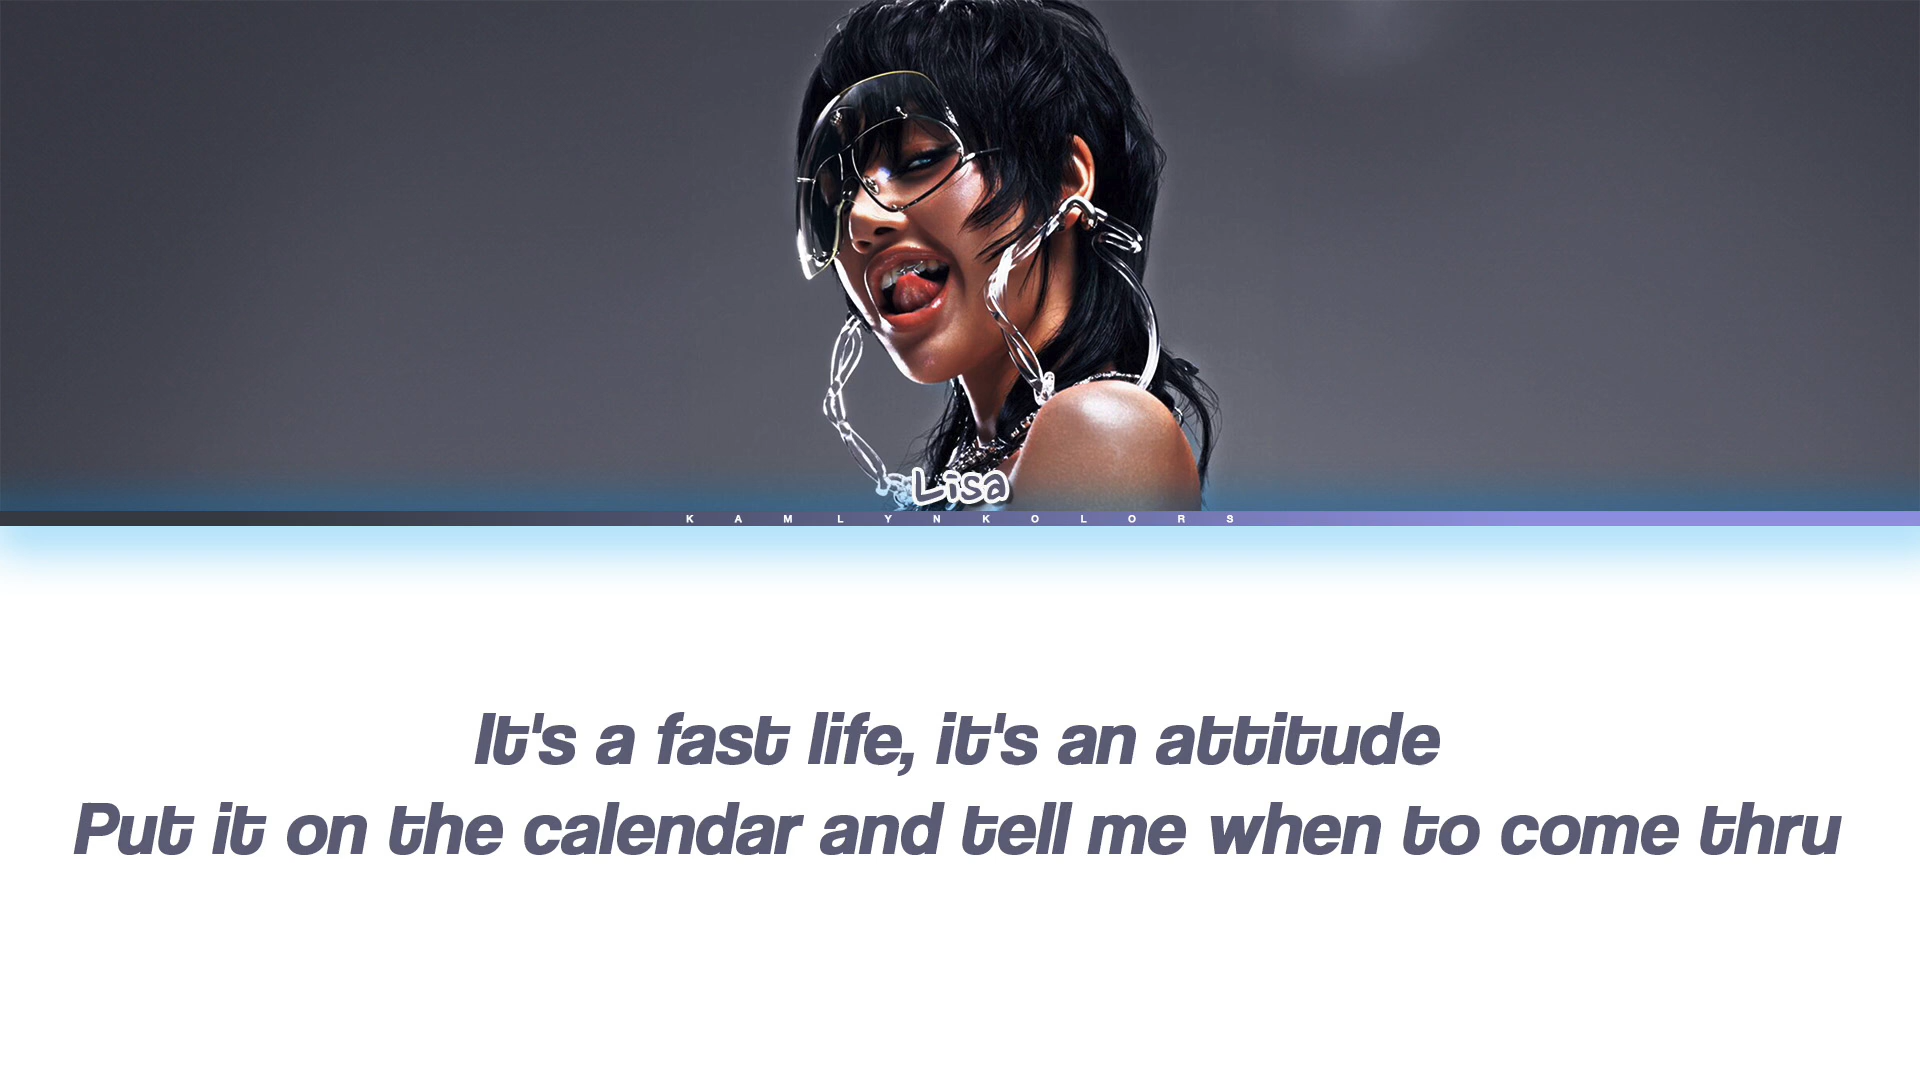 Lisa
KAMLYNKOLORS
It's a fast life, it's an attitude
Put it on the calendar and tell me when to come thru